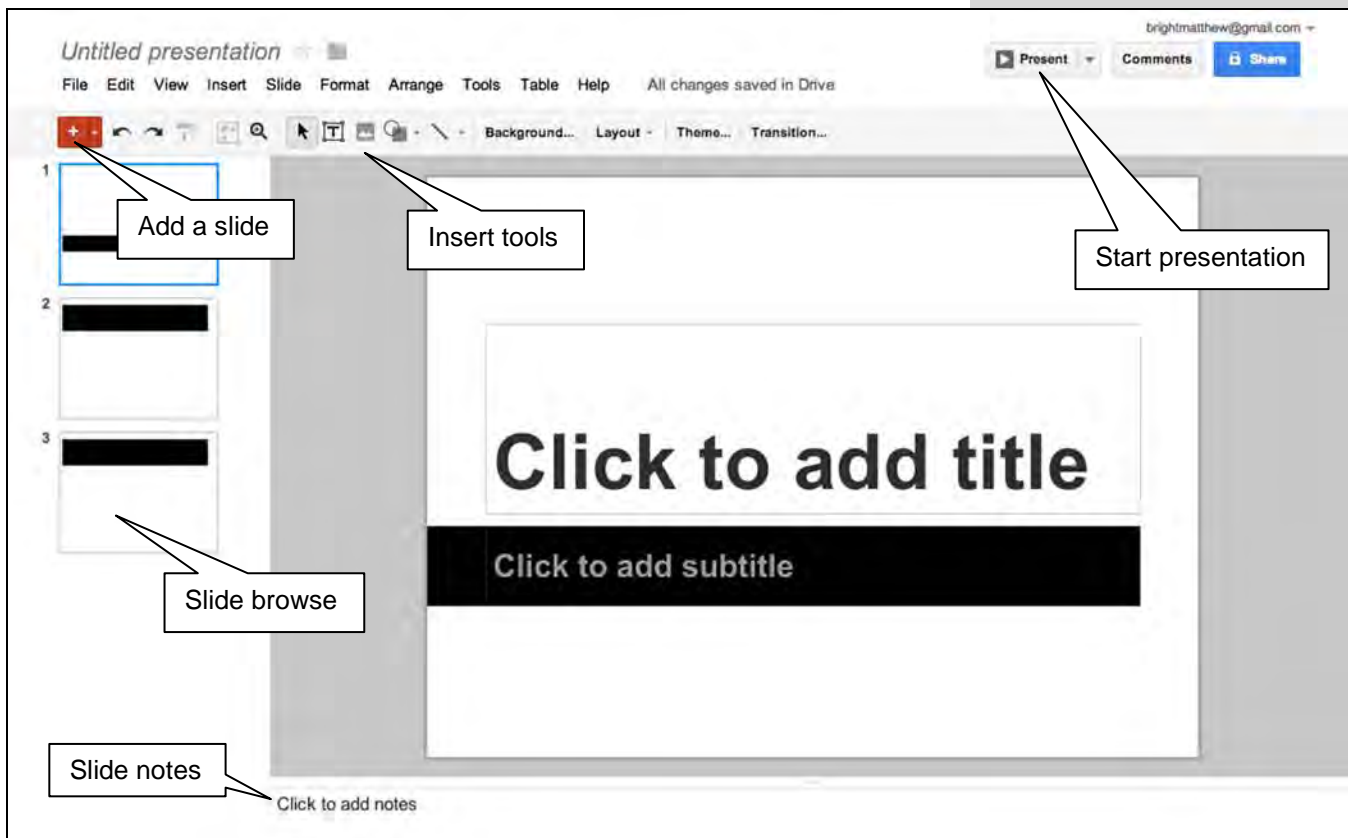 brightmatthew@gmail.com
Untitled presentation
Present Comments Share
File Edit View Insert Slide Format Arrange Tools Table Help All changes saved in Drive
Background... Layout Theme... Transition...
1
Add a slide
Insert tools
Start presentation
2
3
Click to add title
Click to add subtitle
Slide browse
Slide notes
Click to add notes